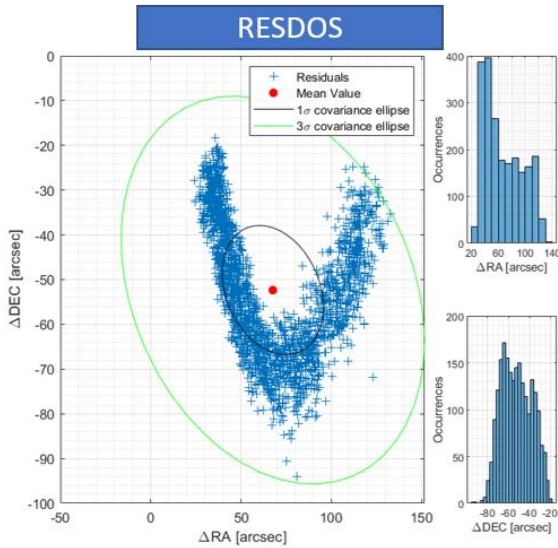 RESDOS
0
-10
-20
-30
-40
-50
-60
-70
-80
-90
-100
ΔDEC [arcsec]
-50
0
50
100
150
ΔRA [arcsec]
Residuals
Mean Value
1σ covariance ellipse
3σ covariance ellipse
400
300
200
100
0
Occurrences
20 60 100 140
ΔRA [arcsec]
200
150
100
50
0
Occurrences
-80 -60 -40 -20
ΔDEC [arcsec]